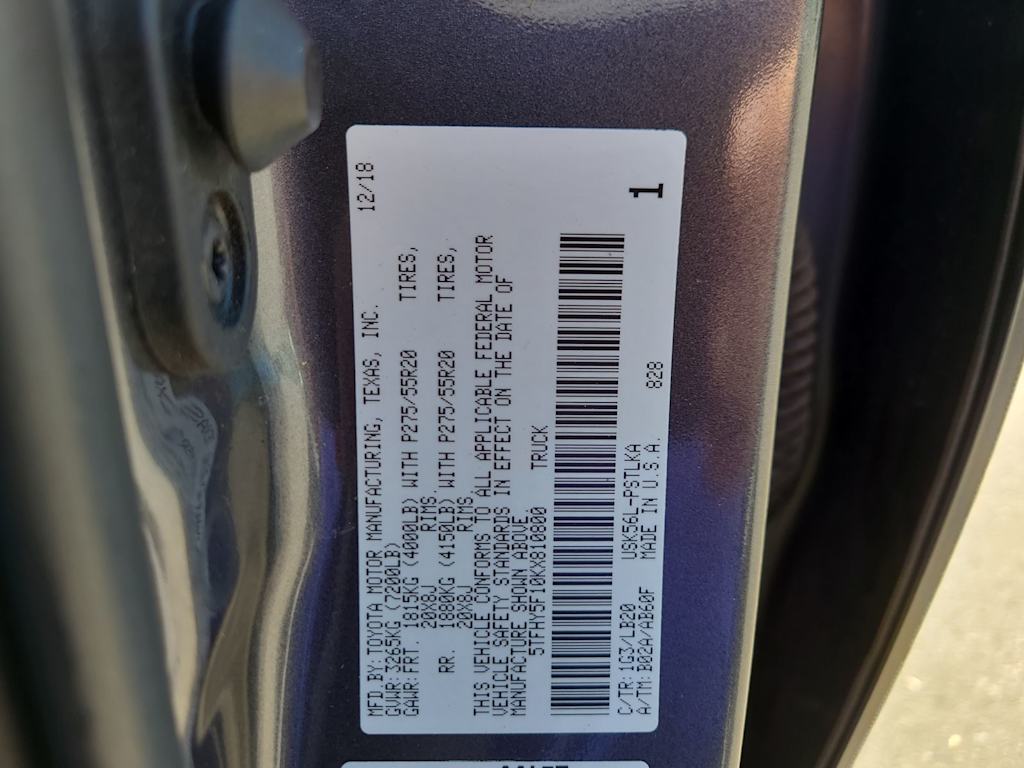 MFD.BY:TOYOTA MOTOR MANUFACTURING, TEXAS, INC. 12/18
GVWR:3265KG (7200LB)
GAWR:FRT. 1815KG (4000LB) WITH P275/55R20 TIRES,
20X8J RIMS,
RR. 1880KG (4150LB) WITH P275/55R20 TIRES,
20X8J RIMS
THIS VEHICLE CONFORMS TO ALL APPLICABLE FEDERAL MOTOR
VEHICLE SAFETY STANDARDS IN EFFECT ON THE DATE OF
MANUFACTURE SHOWN ABOVE.
5TFHY5F10KX810800 TRUCK
C/TR:1G3/LB20 USK56L-PSTLKA 828 1
A/TM:B02A/AB60F MADE IN U.S.A.